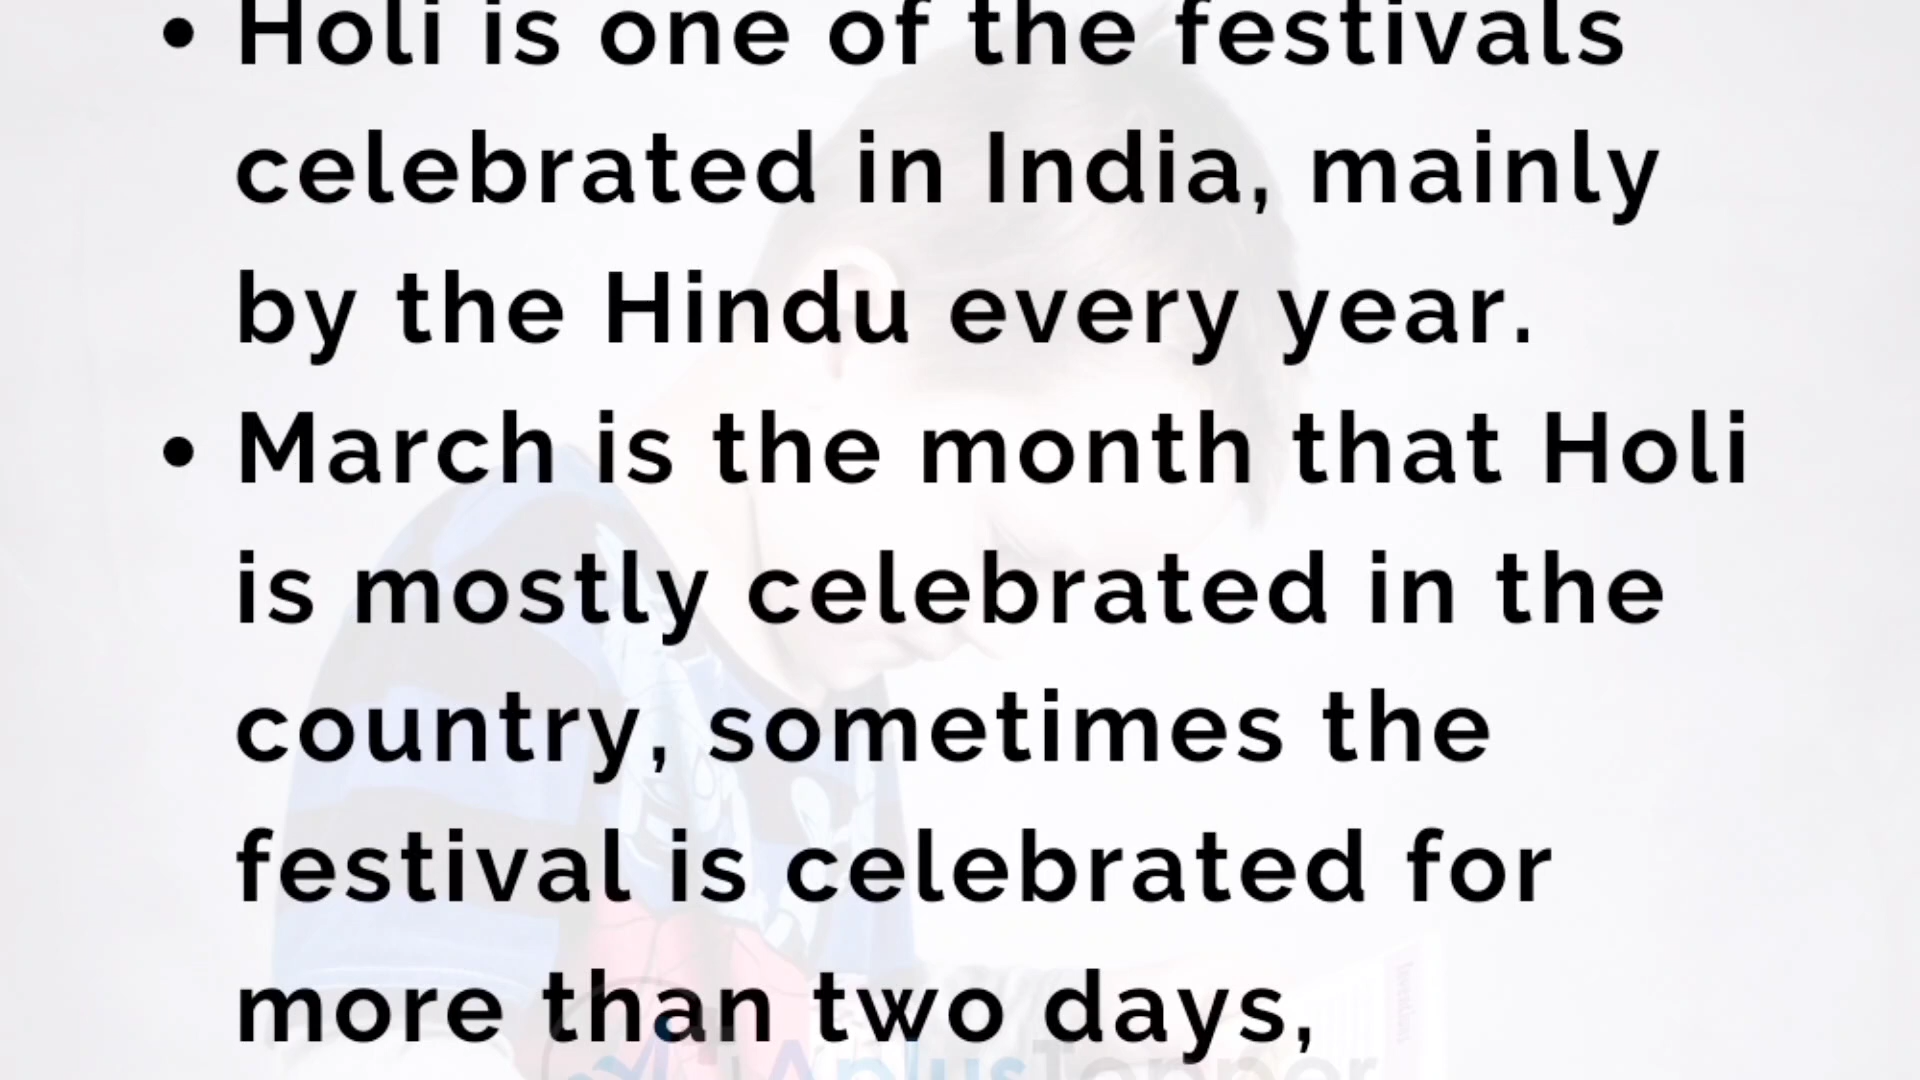 • Holi is one of the festivals
celebrated in India, mainly
by the Hindu every year.
• March is the month that Holi
is mostly celebrated in the
country, sometimes the
festival is celebrated for
more than two days,
AplusTopper